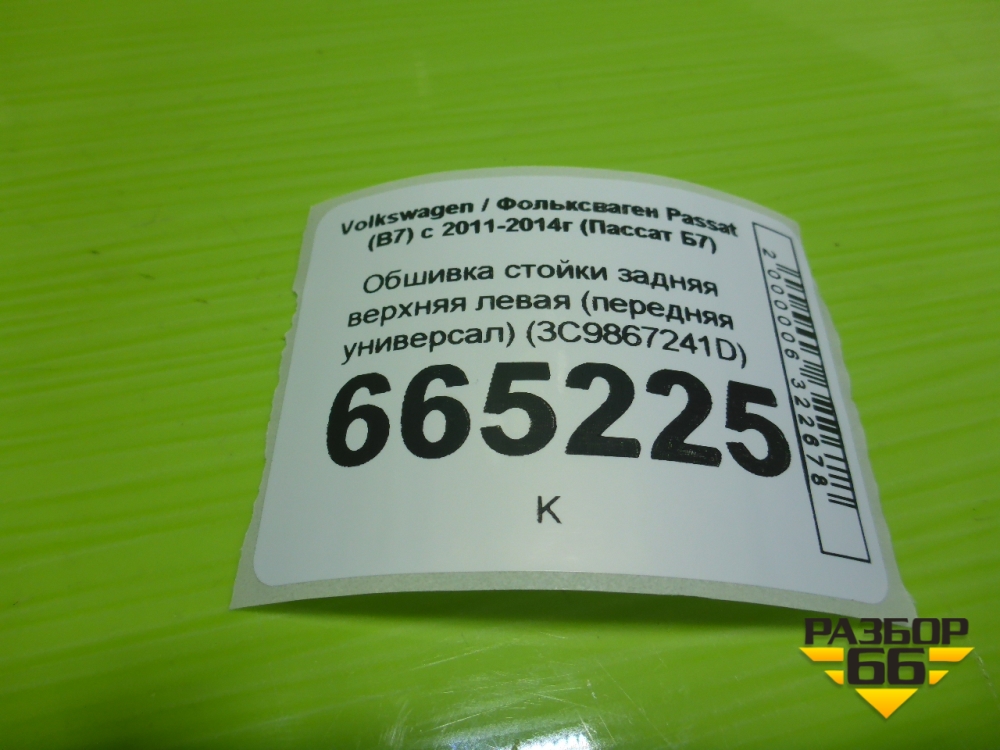 Volkswagen / Фольксваген Passat
(B7) с 2011-2014г (Пассат Б7)
Обшивка стойки задняя
верхняя левая (передняя
универсал) (3C9867241D)
665225
К
2000006322678
РАЗБОР
66